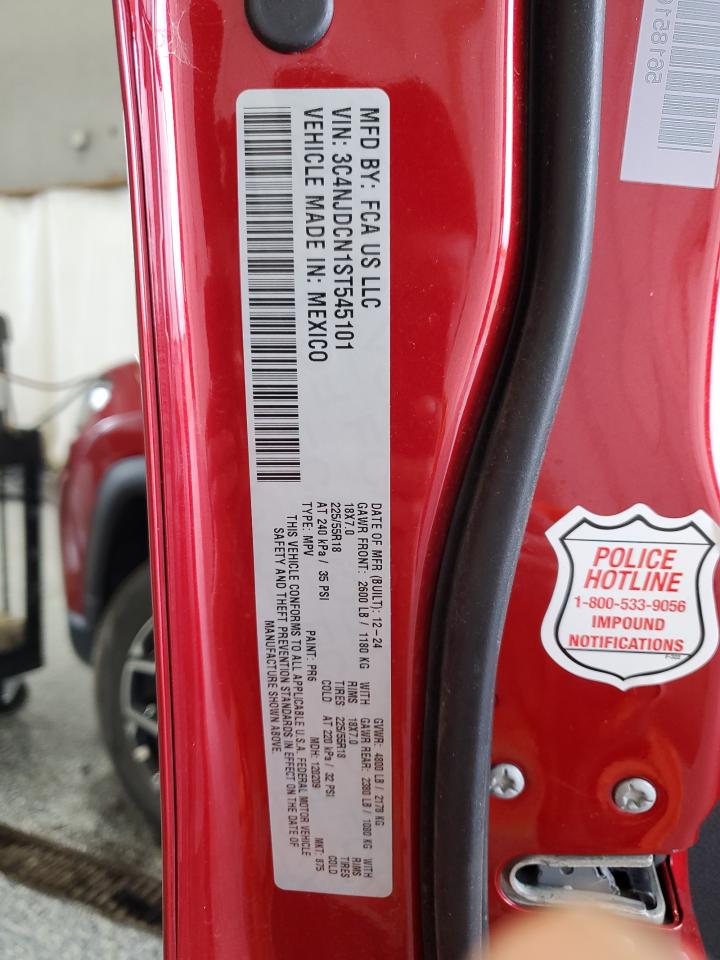 MFD BY: FCA US LLC
VIN: 3C4NJDCN1ST545101
VEHICLE MADE IN: MEXICO
DATE OF MFR (BUILT): 12-24 GVWR: 4800 LB / 2178 KG
GAWR FRONT: 2600 LB / 1180 KG WITH GAWR REAR: 2380 LB / 1080 KG WITH
18X7.0 RIMS 18X7.0 RIMS
225/55R18 TIRES 225/55R18 TIRES
AT 240 kPa / 35 PSI COLD AT 220 kPa / 32 PSI COLD
TYPE: MPV PAINT: PR6 MDH: 120209 MKT: 875
THIS VEHICLE CONFORMS TO ALL APPLICABLE U.S.A. FEDERAL MOTOR VEHICLE
SAFETY AND THEFT PREVENTION STANDARDS IN EFFECT ON THE DATE OF
MANUFACTURE SHOWN ABOVE.
POLICE
HOTLINE
1-800-533-9056
IMPOUND
NOTIFICATIONS